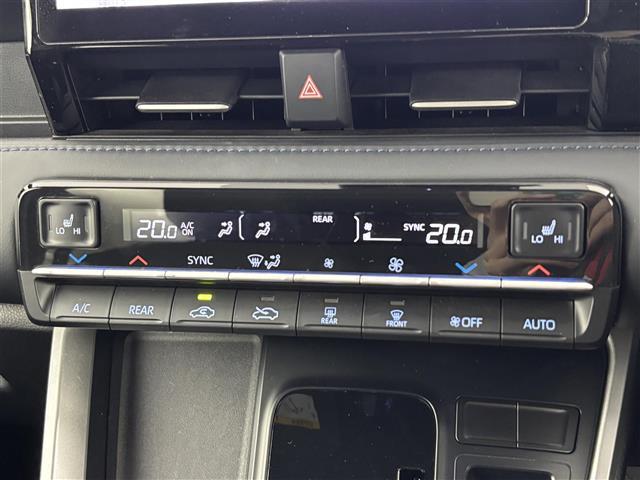 LO HI
20.0 A/C ON
REAR
SYNC 20.0
LO HI
SYNC
A/C
REAR
REAR
FRONT
OFF
AUTO